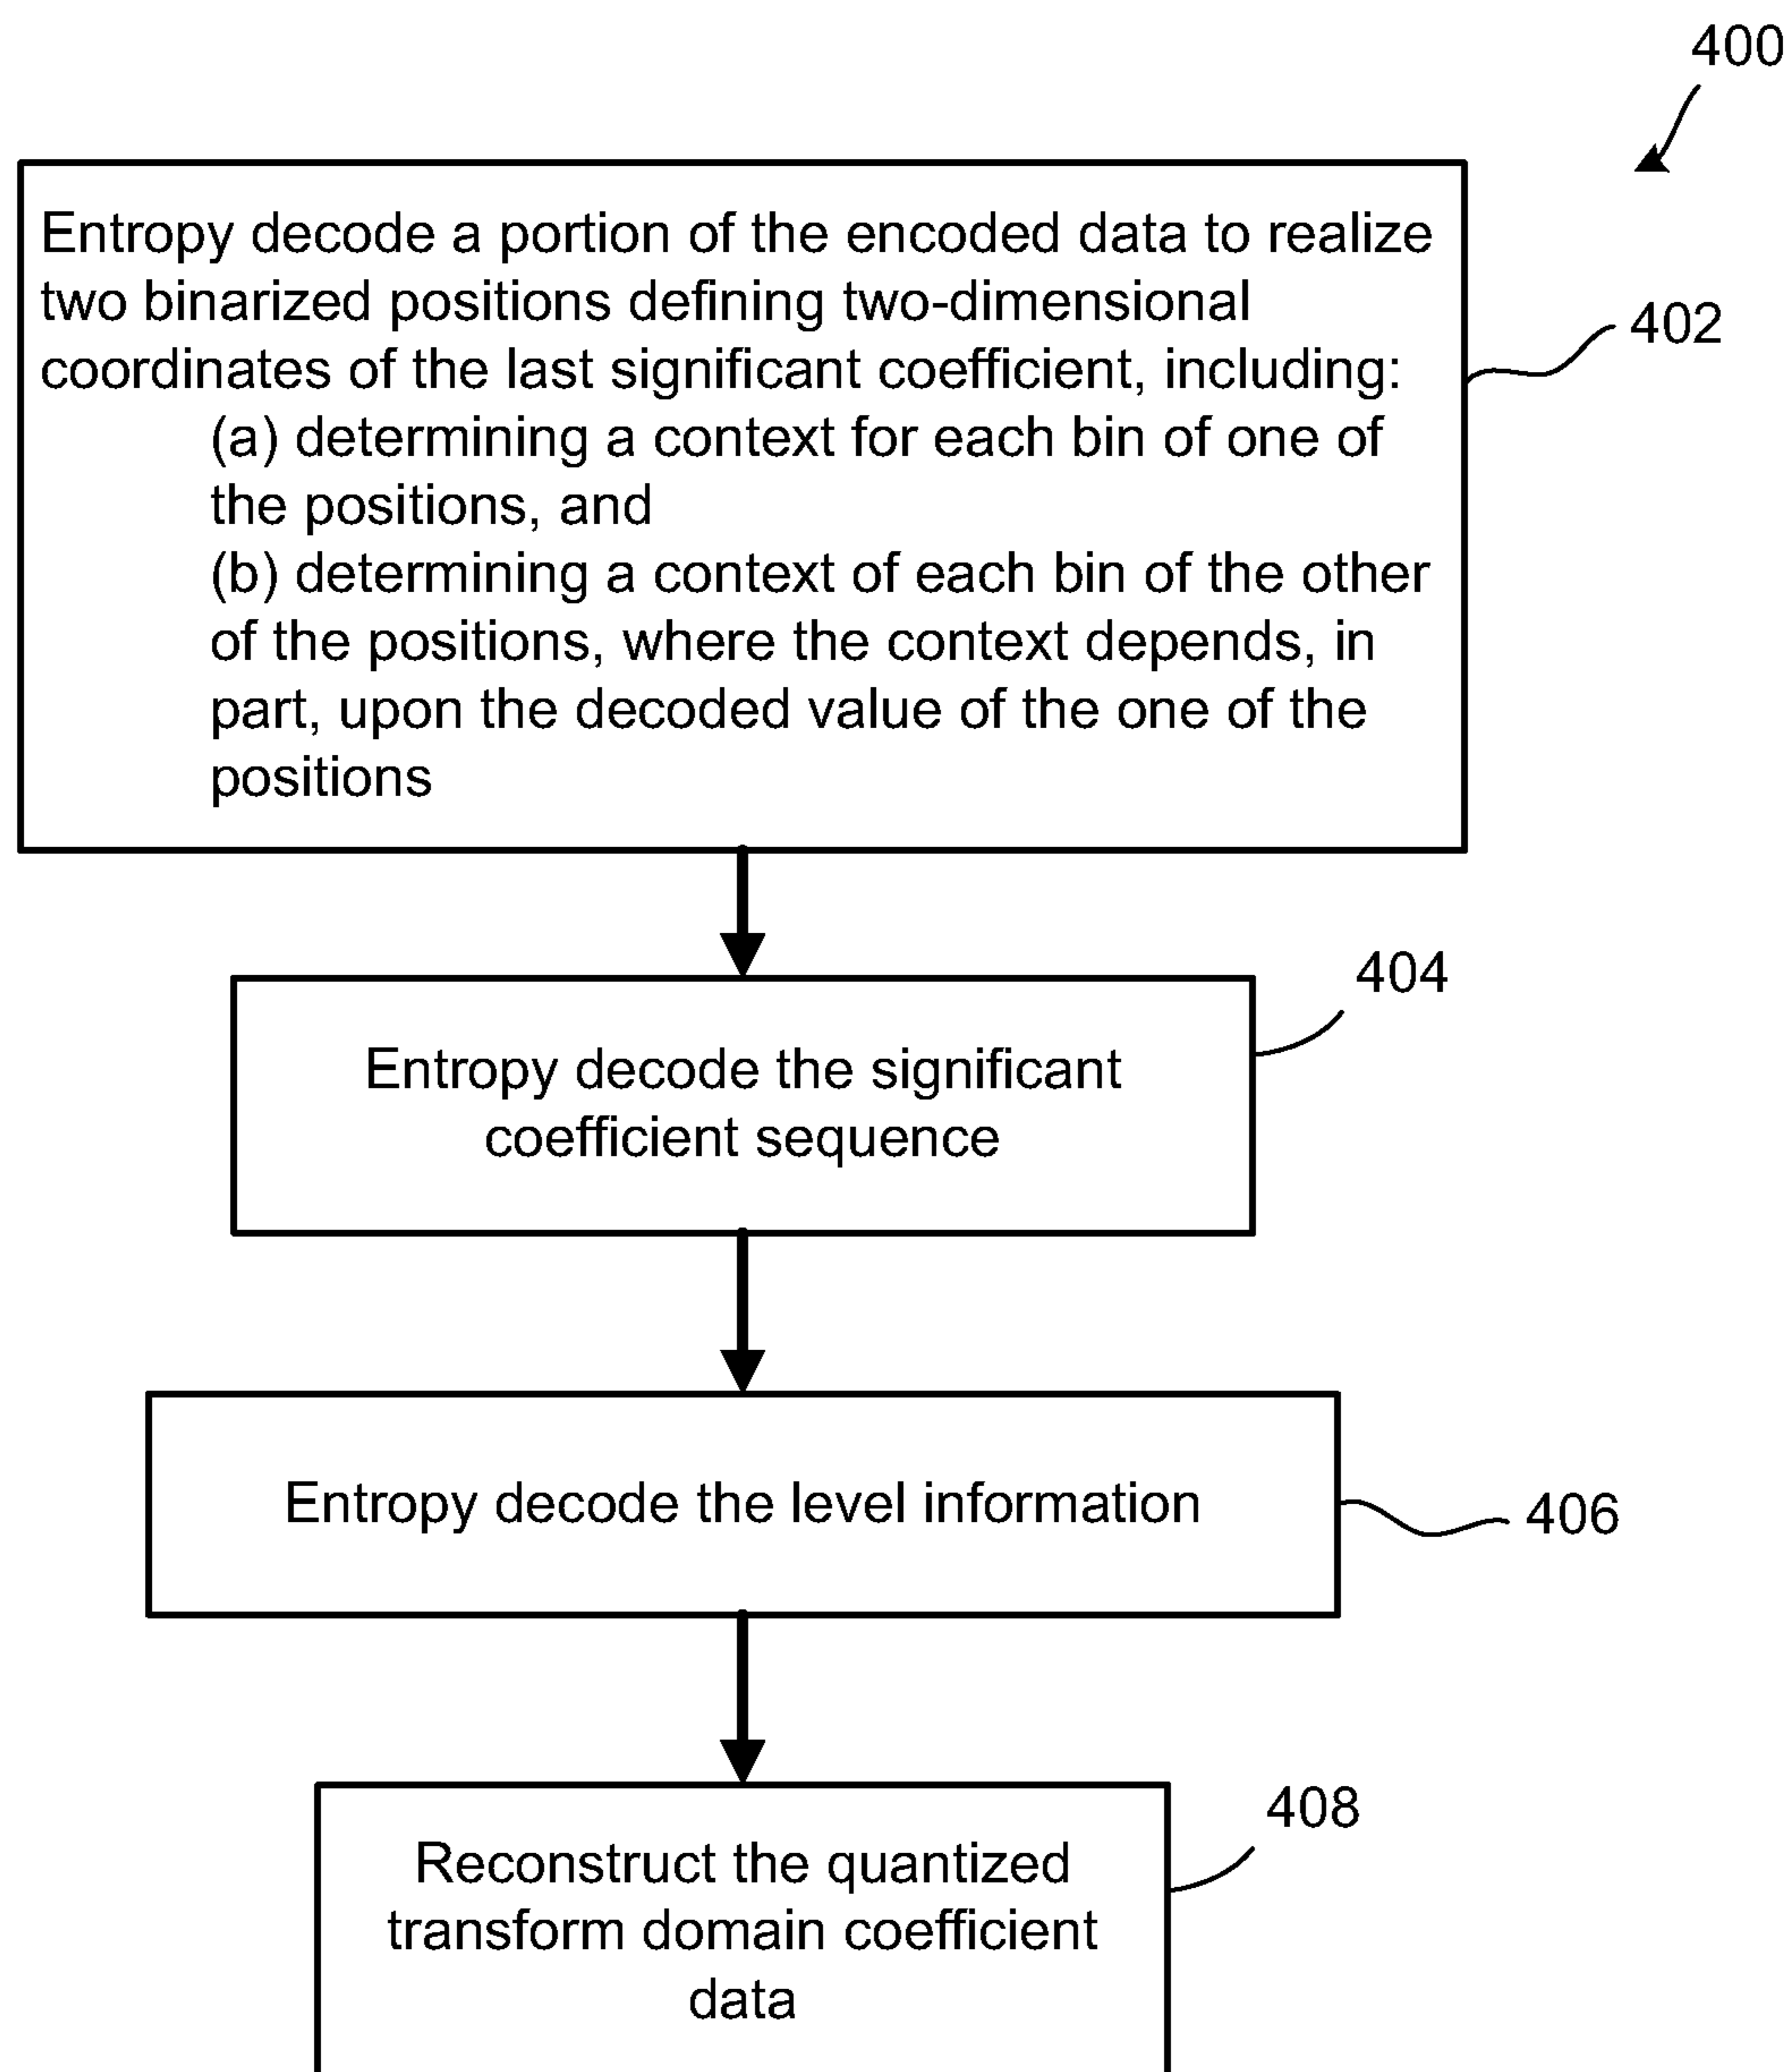 400
Entropy decode a portion of the encoded data to realize
two binarized positions defining two-dimensional
coordinates of the last significant coefficient, including:
(a) determining a context for each bin of one of
the positions, and
(b) determining a context of each bin of the other
of the positions, where the context depends, in
part, upon the decoded value of the one of the
positions
402
404
Entropy decode the significant
coefficient sequence
Entropy decode the level information
406
408
Reconstruct the quantized
transform domain coefficient
data